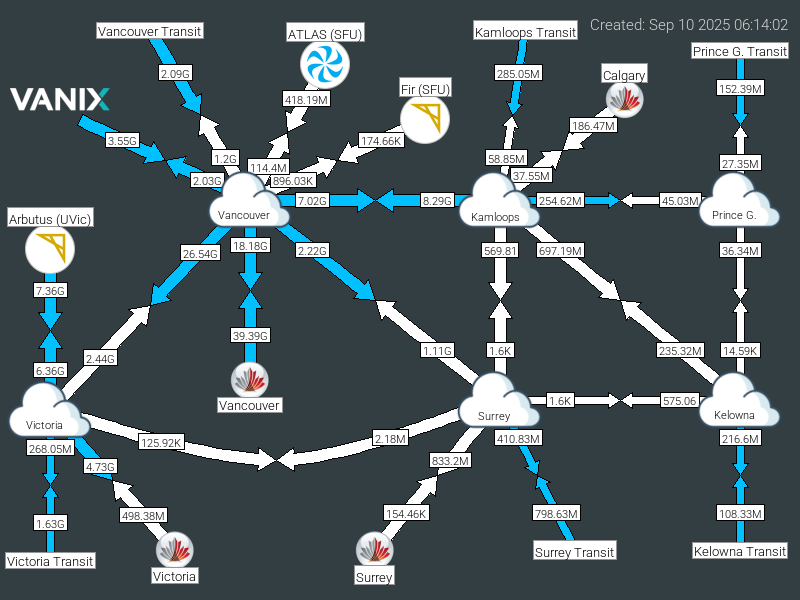 Created: Sep 10 2025 06:14:02
Vancouver Transit
ATLAS (SFU)
Kamloops Transit
Prince G. Transit
2.09G
285.05M
Calgary
152.39M
VANIX
418.19M
Fir (SFU)
3.55G
174.66K
186.47M
1.2G
114.4M
58.85M
27.35M
2.03G
896.03K
37.55M
7.02G
8.29G
254.62M
45.03M
Vancouver
Kamloops
Prince G.
Arbutus (UVic)
26.54G
18.18G
2.22G
569.81
697.19M
36.34M
7.36G
39.39G
2.44G
1.11G
1.6K
235.32M
14.59K
6.36G
Vancouver
1.6K
575.06
Victoria
Surrey
Kelowna
268.05M
125.92K
2.18M
410.83M
216.6M
4.73G
833.2M
1.63G
498.38M
154.46K
798.63M
108.33M
Victoria Transit
Victoria
Surrey
Surrey Transit
Kelowna Transit